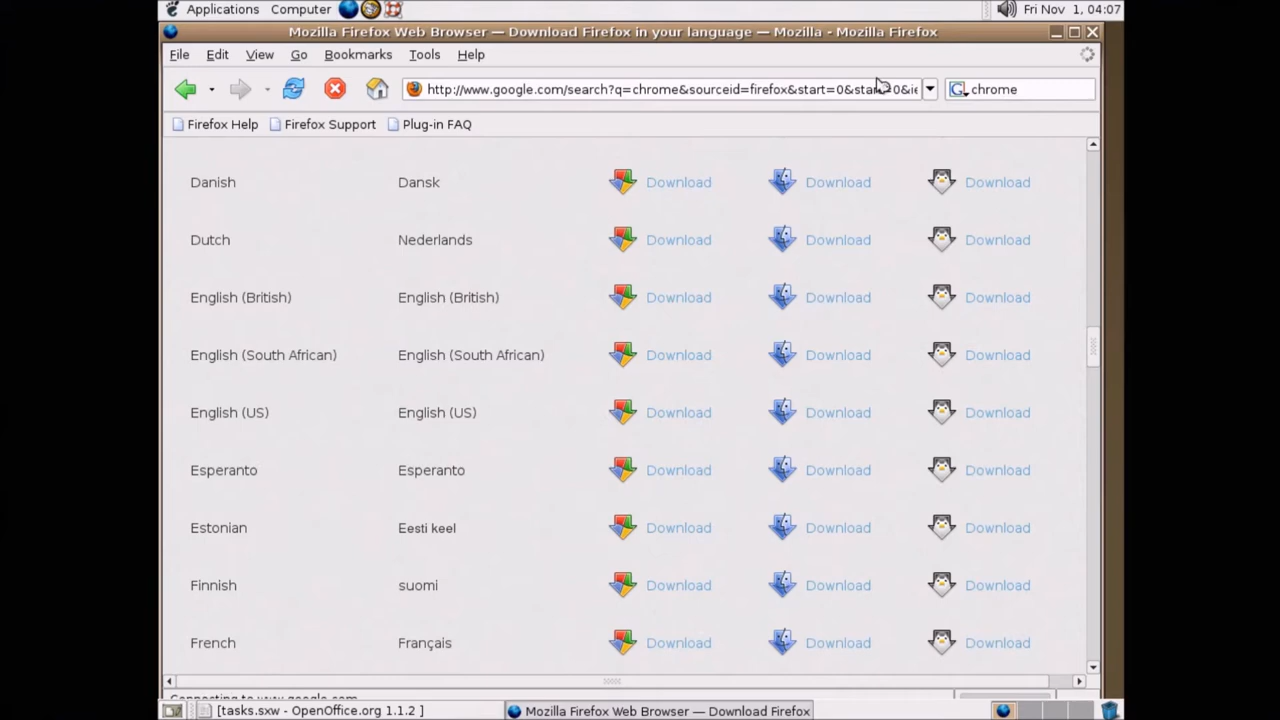 Applications Computer Fri Nov 1, 04:07
Mozilla Firefox Web Browser — Download Firefox in your language — Mozilla - Mozilla Firefox
File Edit View Go Bookmarks Tools Help
http://www.google.com/search?q=chrome&sourceid=firefox&start=0&start=0&ie chrome
Firefox Help Firefox Support Plug-in FAQ
Danish Dansk Download Download Download
Dutch Nederlands Download Download Download
English (British) English (British) Download Download Download
English (South African) English (South African) Download Download Download
English (US) English (US) Download Download Download
Esperanto Esperanto Download Download Download
Estonian Eesti keel Download Download Download
Finnish suomi Download Download Download
French Français Download Download Download
Connecting to www.google.com
[tasks.sxw - OpenOffice.org 1.1.2 ] Mozilla Firefox Web Browser — Download Firefox